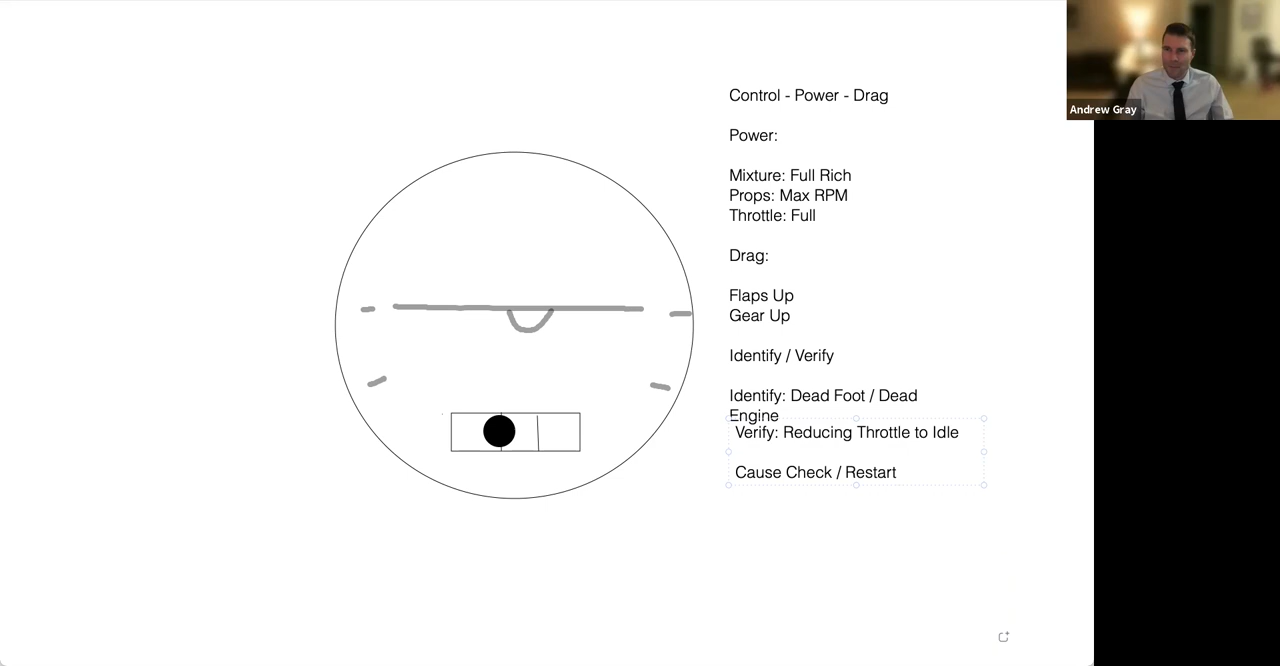 Control - Power - Drag
Power:
Mixture: Full Rich
Props: Max RPM
Throttle: Full
Drag:
Flaps Up
Gear Up
Identify / Verify
Identify: Dead Foot / Dead
Engine
Verify: Reducing Throttle to Idle
Cause Check / Restart
Andrew Gray